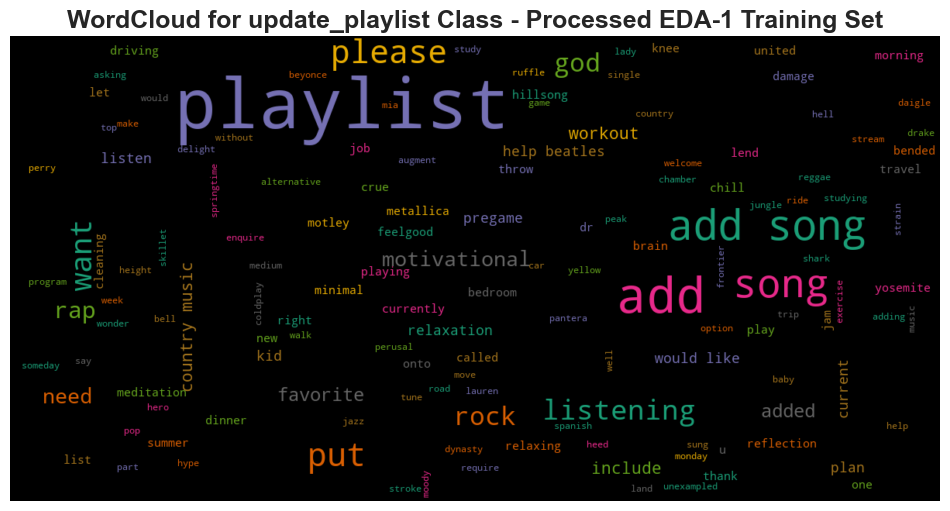 WordCloud for update_playlist Class - Processed EDA-1 Training Set
driving
please
study
god
lady
knee
united
morning
asking
beyonce
ruffle
single
damage
let
would
playlist
mia
hillsong
game
country
hell
daigle
top
make
without
workout
stream
drake
perry
listen
delight
job
help beatles
lend
bended
augment
throw
welcome
travel
springtime
alternative
crue
chamber
chill
reggae
studying
motley
metallica
pregame
dr
peak
jungle
ride
strain
want
cleaning
skillet
enquire
feelgood
brain
add song
program
height
medium
motivational
car
yellow
frontier
shark
playing
add
song
yosemite
week
minimal
bedroom
exercise
rap
wonder
bell
country music
coldplay
right
currently
pantera
option
trip
jam
adding
music
new
walk
relaxation
play
someday
say
kid
perusal
onto
called
well
would like
move
baby
current
need
meditation
favorite
tune
road
lauren
hero
dinner
jazz
rock
listening
added
pop
spanish
help
summer
put
dynasty
relaxing
heed
sung
u
reflection
list
part
hype
monday
require
include
thank
plan
stroke
moody
land
unexampled
one